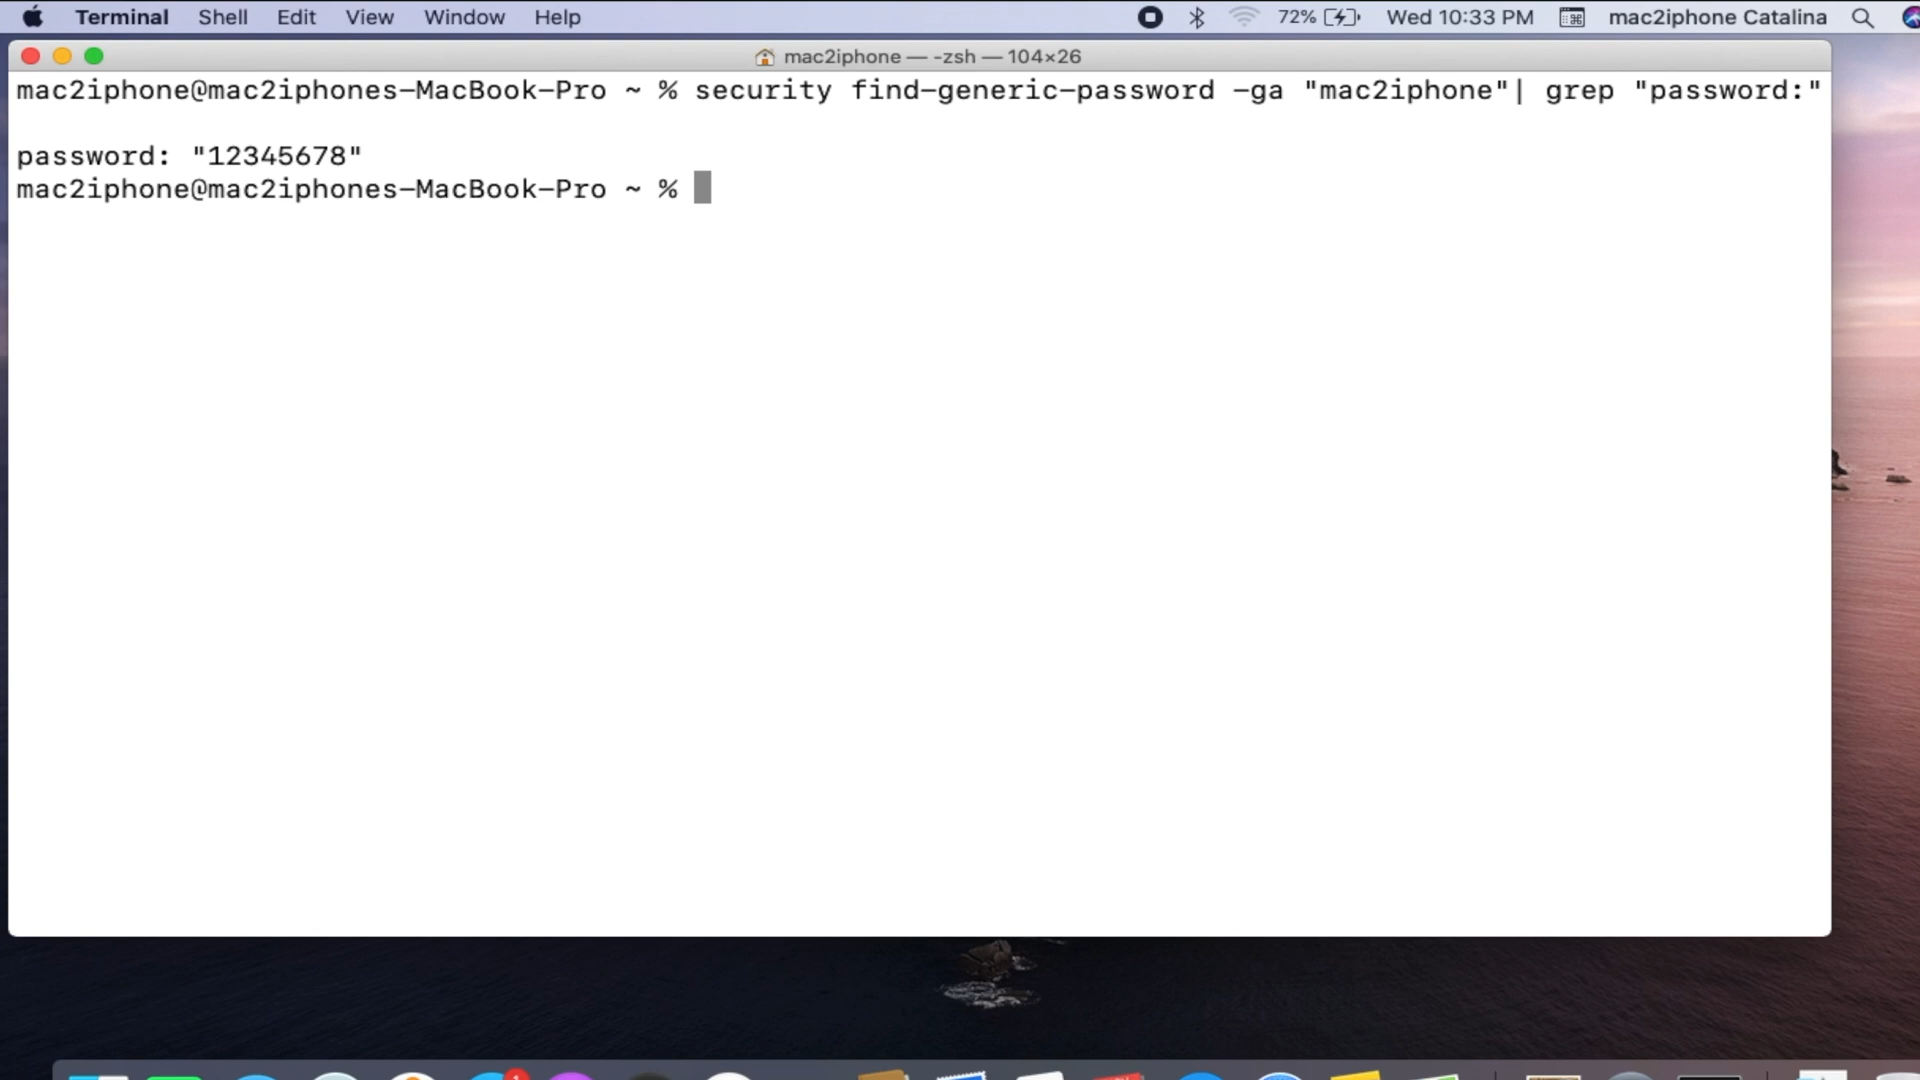 Terminal Shell Edit View Window Help 72% Wed 10:33 PM mac2iphone Catalina
mac2iphone — -zsh — 104×26
mac2iphone@mac2iphones-MacBook-Pro ~ % security find-generic-password -ga "mac2iphone"| grep "password:"
password: "12345678"
mac2iphone@mac2iphones-MacBook-Pro ~ %